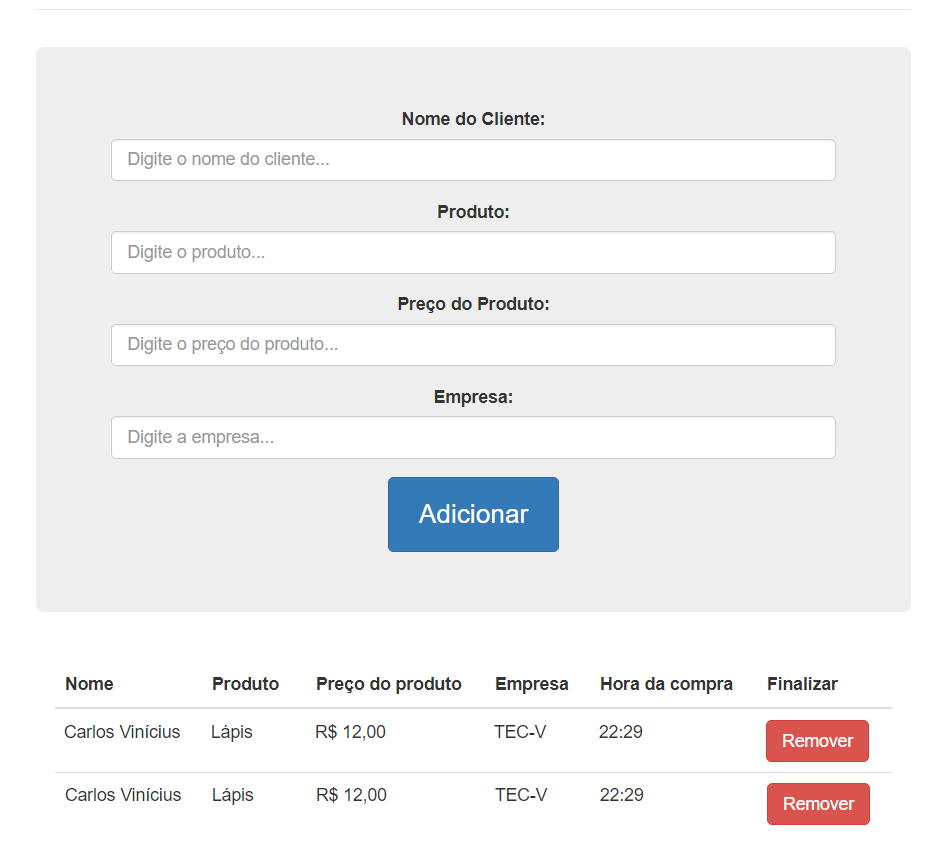 Nome do Cliente:
Digite o nome do cliente...
Produto:
Digite o produto...
Preço do Produto:
Digite o preço do produto...
Empresa:
Digite a empresa...
Adicionar
Nome Produto Preço do produto Empresa Hora da compra Finalizar
Carlos Vinícius Lápis R$ 12,00 TEC-V 22:29 Remover
Carlos Vinícius Lápis R$ 12,00 TEC-V 22:29 Remover